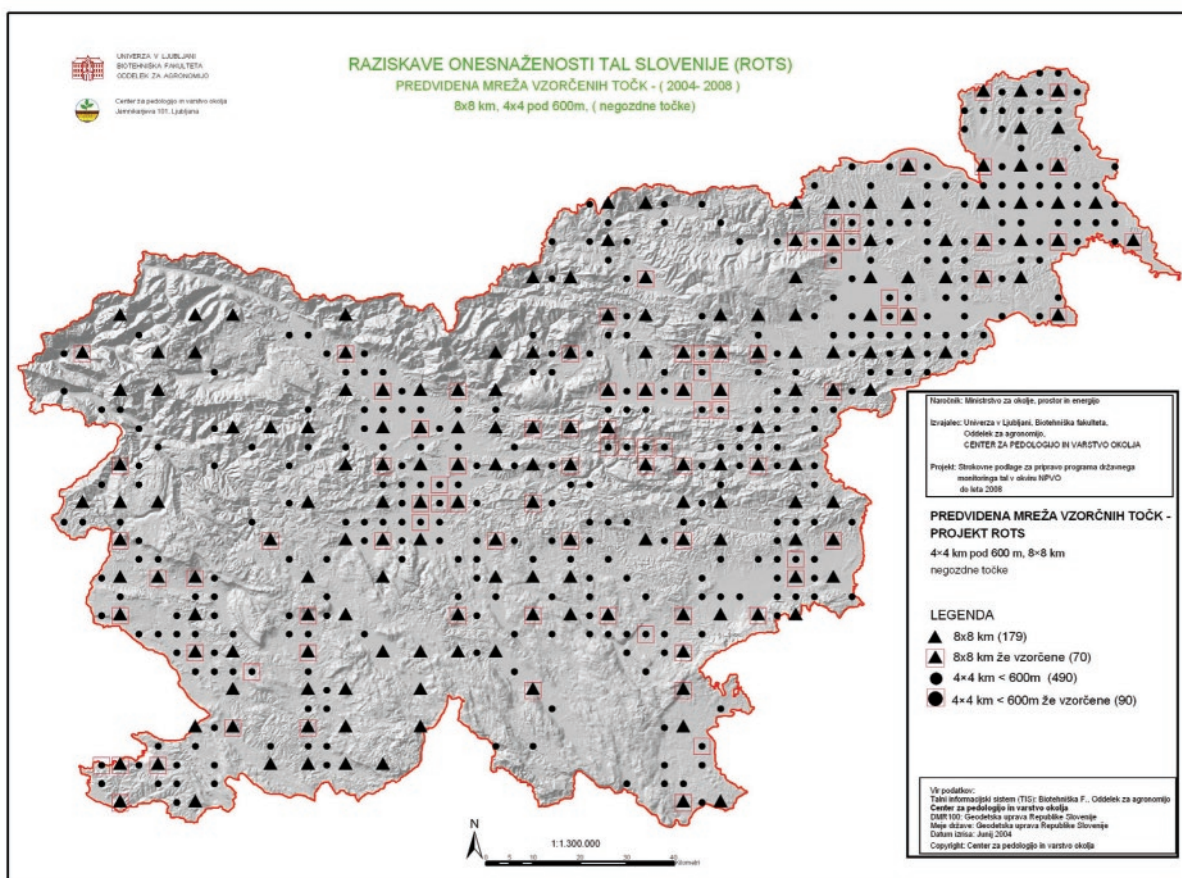 UNIVERZA V LJUBLJANI
BIOTEHNIŠKA FAKULTETA
ODDELEK ZA AGRONOMIJO
Center za pedologijo in varstvo okolja
Jamnikarjeva 101, Ljubljana
RAZISKAVE ONESNAŽENOSTI TAL SLOVENIJE (ROTS)
PREDVIDENA MREŽA VZORČENIH TOČK - ( 2004- 2008 )
8x8 km, 4x4 pod 600m, ( negozdne točke)
Naročnik: Ministrstvo za okolje, prostor in energijo
Izvajalec: Univerza v Ljubljani, Biotehniška fakulteta,
Oddelek za agronomijo,
CENTER ZA PEDOLOGIJO IN VARSTVO OKOLJA
Projekt: Strokovne podlage za pripravo programa državnega
monitoringa tal v okviru NPVO
do leta 2008
PREDVIDENA MREŽA VZORČNIH TOČK -
PROJEKT ROTS
4×4 km pod 600 m, 8×8 km
negozdne točke
LEGENDA
8x8 km (179)
8x8 km že vzorčene (70)
4×4 km < 600m (490)
4×4 km < 600m že vzorčene (90)
Vir podatkov:
Talni informacijski sistem (TIS): Biotehniška F., Oddelek za agronomijo
Center za pedologijo in varstvo okolja
DMR100: Geodetska uprava Republike Slovenije
Meje države: Geodetska uprava Republike Slovenije
Datum izrisa: Junij 2004
Copyright: Center za pedologijo in varstvo okolja
N
1:1.300.000
0 5 10 20 30 40
Kilometri